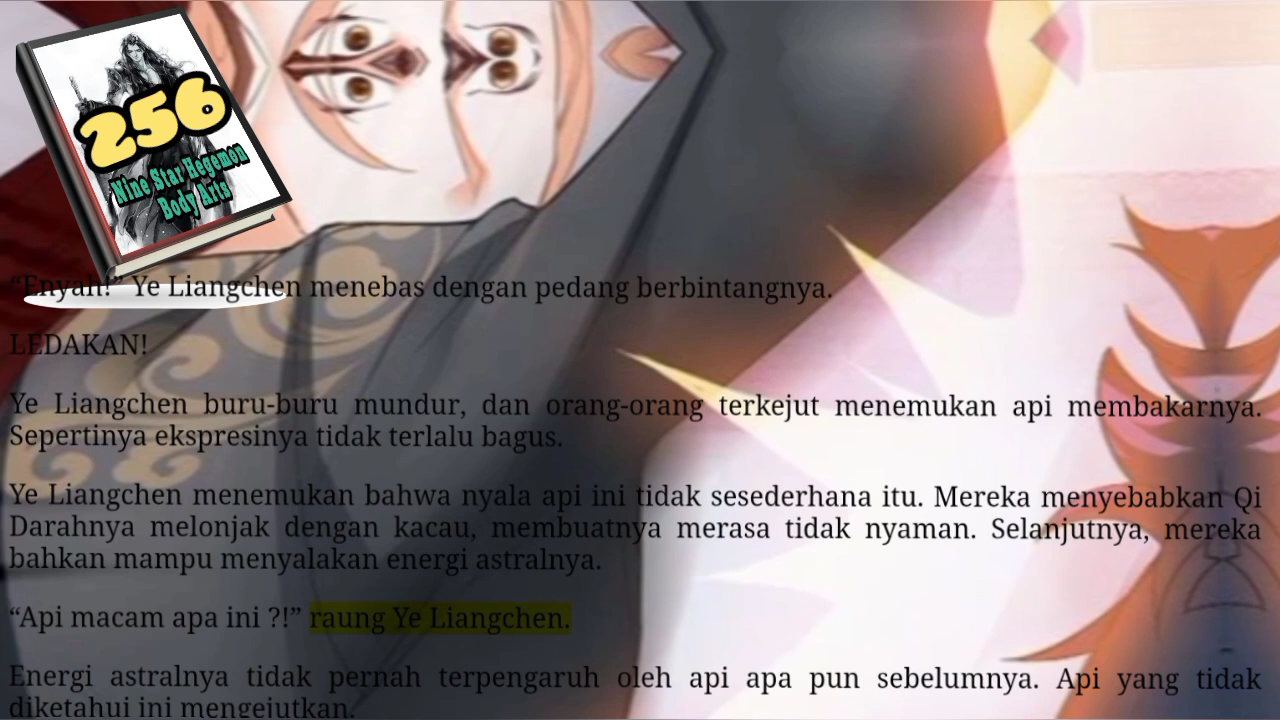 256
Nine Star Hegemon
Body Arts
“Enyah!” Ye Liangchen menebas dengan pedang berbintangnya.
LEDAKAN!
Ye Liangchen buru-buru mundur, dan orang-orang terkejut menemukan api membakarnya.
Sepertinya ekspresinya tidak terlalu bagus.
Ye Liangchen menemukan bahwa nyala api ini tidak sesederhana itu. Mereka menyebabkan Qi
Darahnya melonjak dengan kacau, membuatnya merasa tidak nyaman. Selanjutnya, mereka
bahkan mampu menyalakan energi astralnya.
“Api macam apa ini ?!” raung Ye Liangchen.
Energi astralnya tidak pernah terpengaruh oleh api apa pun sebelumnya. Api yang tidak
diketahui ini mengejutkan.